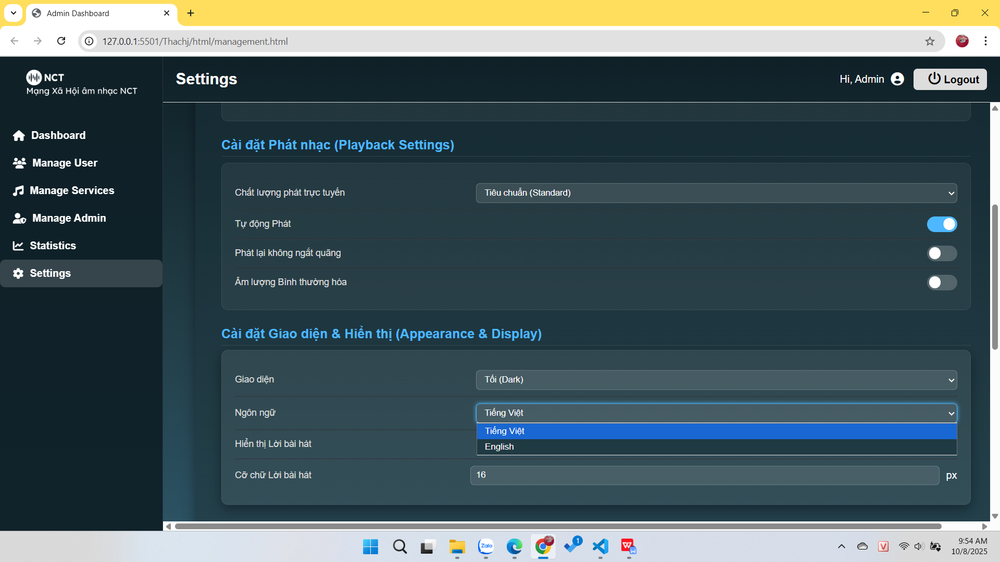 Admin Dashboard
127.0.0.1:5501/Thachj/html/management.html
NCT
Mạng Xã Hội âm nhạc NCT
Settings
Hi, Admin
Logout
Dashboard
Manage User
Manage Services
Manage Admin
Statistics
Settings
Cài đặt Phát nhạc (Playback Settings)
Chất lượng phát trực tuyến
Tiêu chuẩn (Standard)
Tự động Phát
Phát lại không ngắt quãng
Âm lượng Bình thường hóa
Cài đặt Giao diện & Hiển thị (Appearance & Display)
Giao diện
Tối (Dark)
Ngôn ngữ
Tiếng Việt
Tiếng Việt
English
Hiển thị Lời bài hát
Cỡ chữ Lời bài hát
16
px
Zalo
1
W
W
V
9:54 AM
10/8/2025